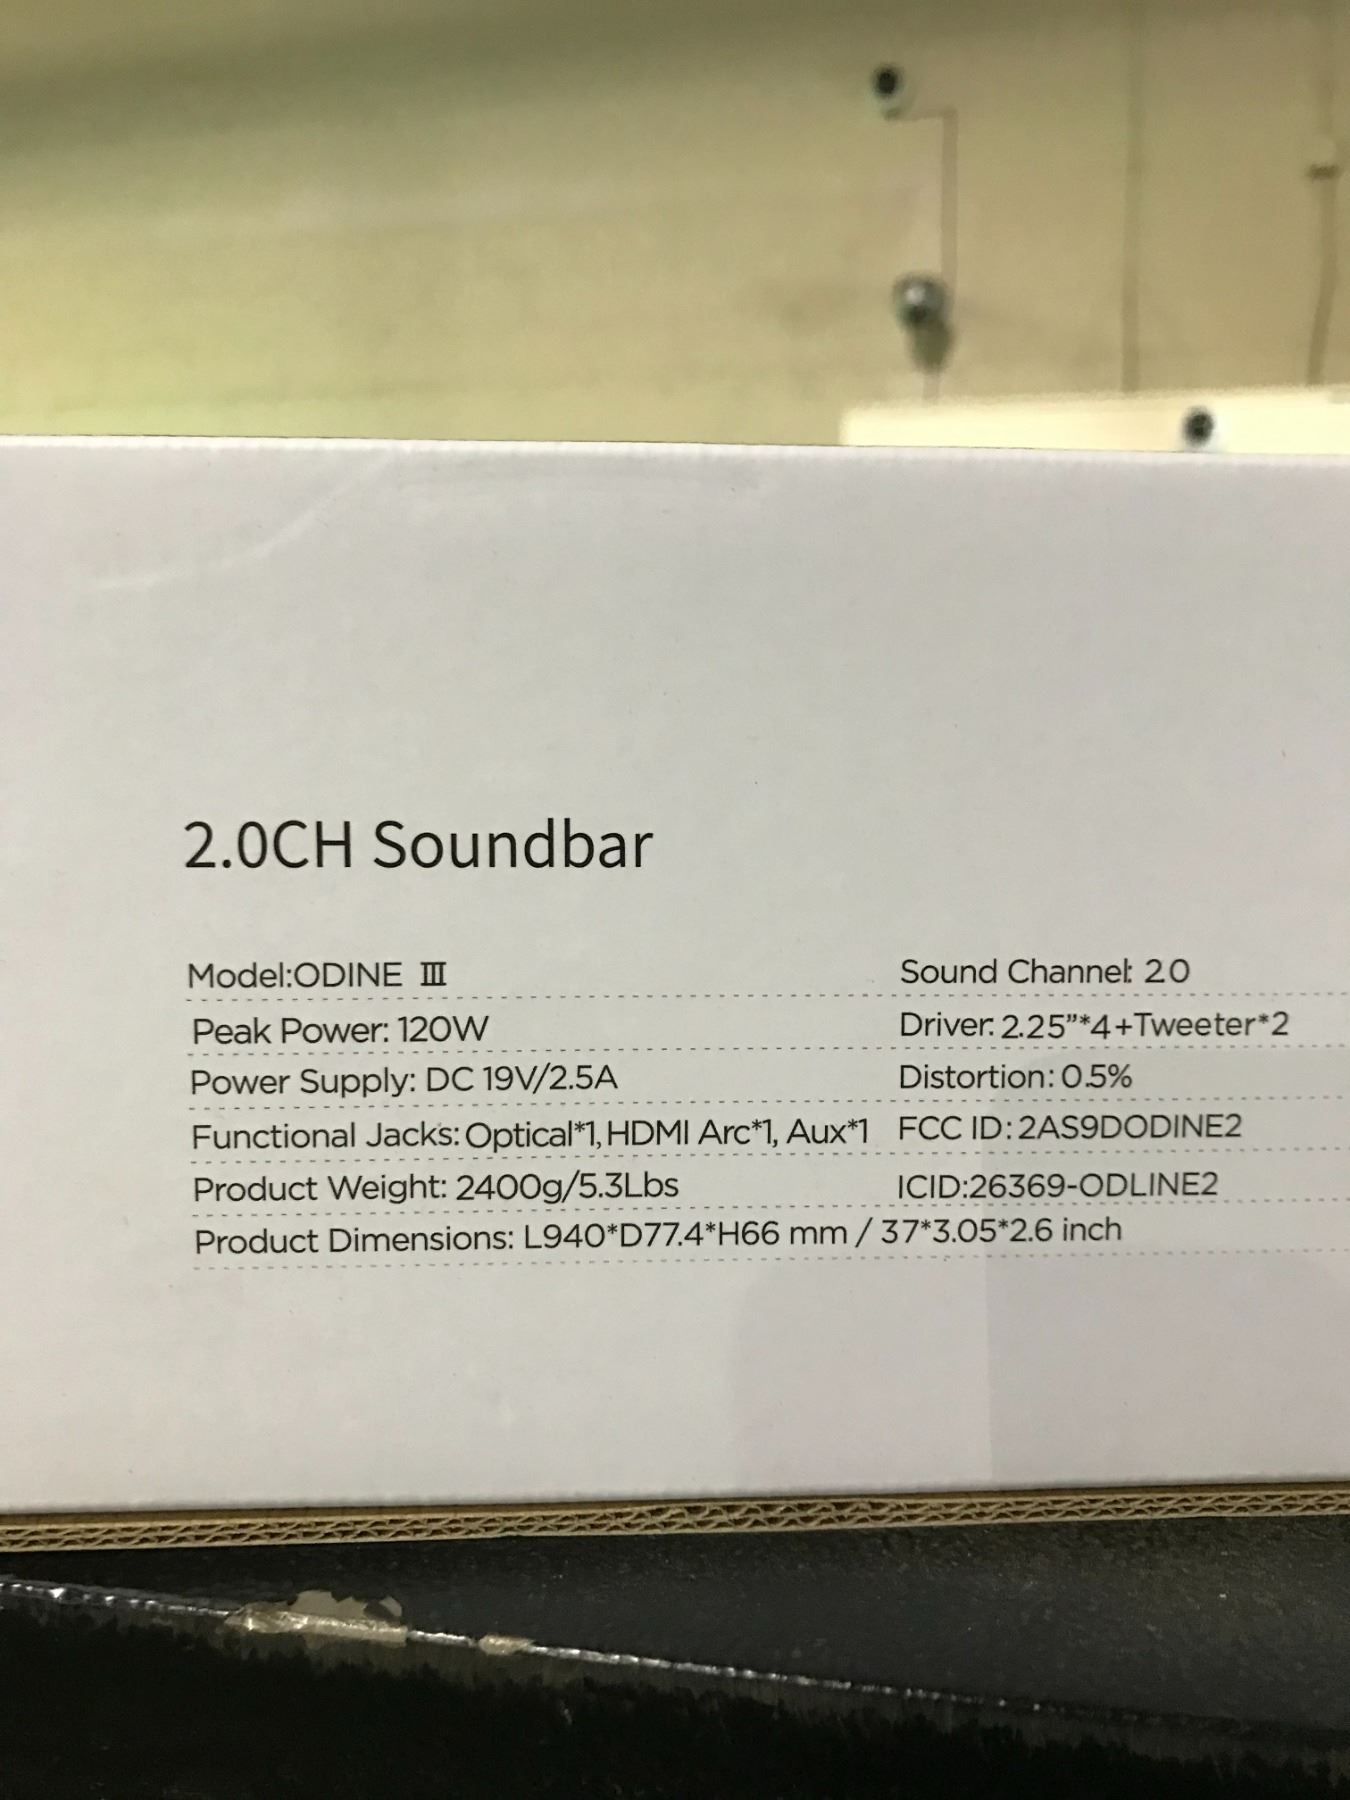 2.0CH Soundbar
Model:ODINE III
Sound Channel: 2.0
Peak Power: 120W
Driver: 2.25”*4+Tweeter*2
Power Supply: DC 19V/2.5A
Distortion: 0.5%
Functional Jacks: Optical*1, HDMI Arc*1, Aux*1
FCC ID: 2AS9DODINE2
Product Weight: 2400g/5.3Lbs
ICID:26369-ODLINE2
Product Dimensions: L940*D77.4*H66 mm / 37*3.05*2.6 inch